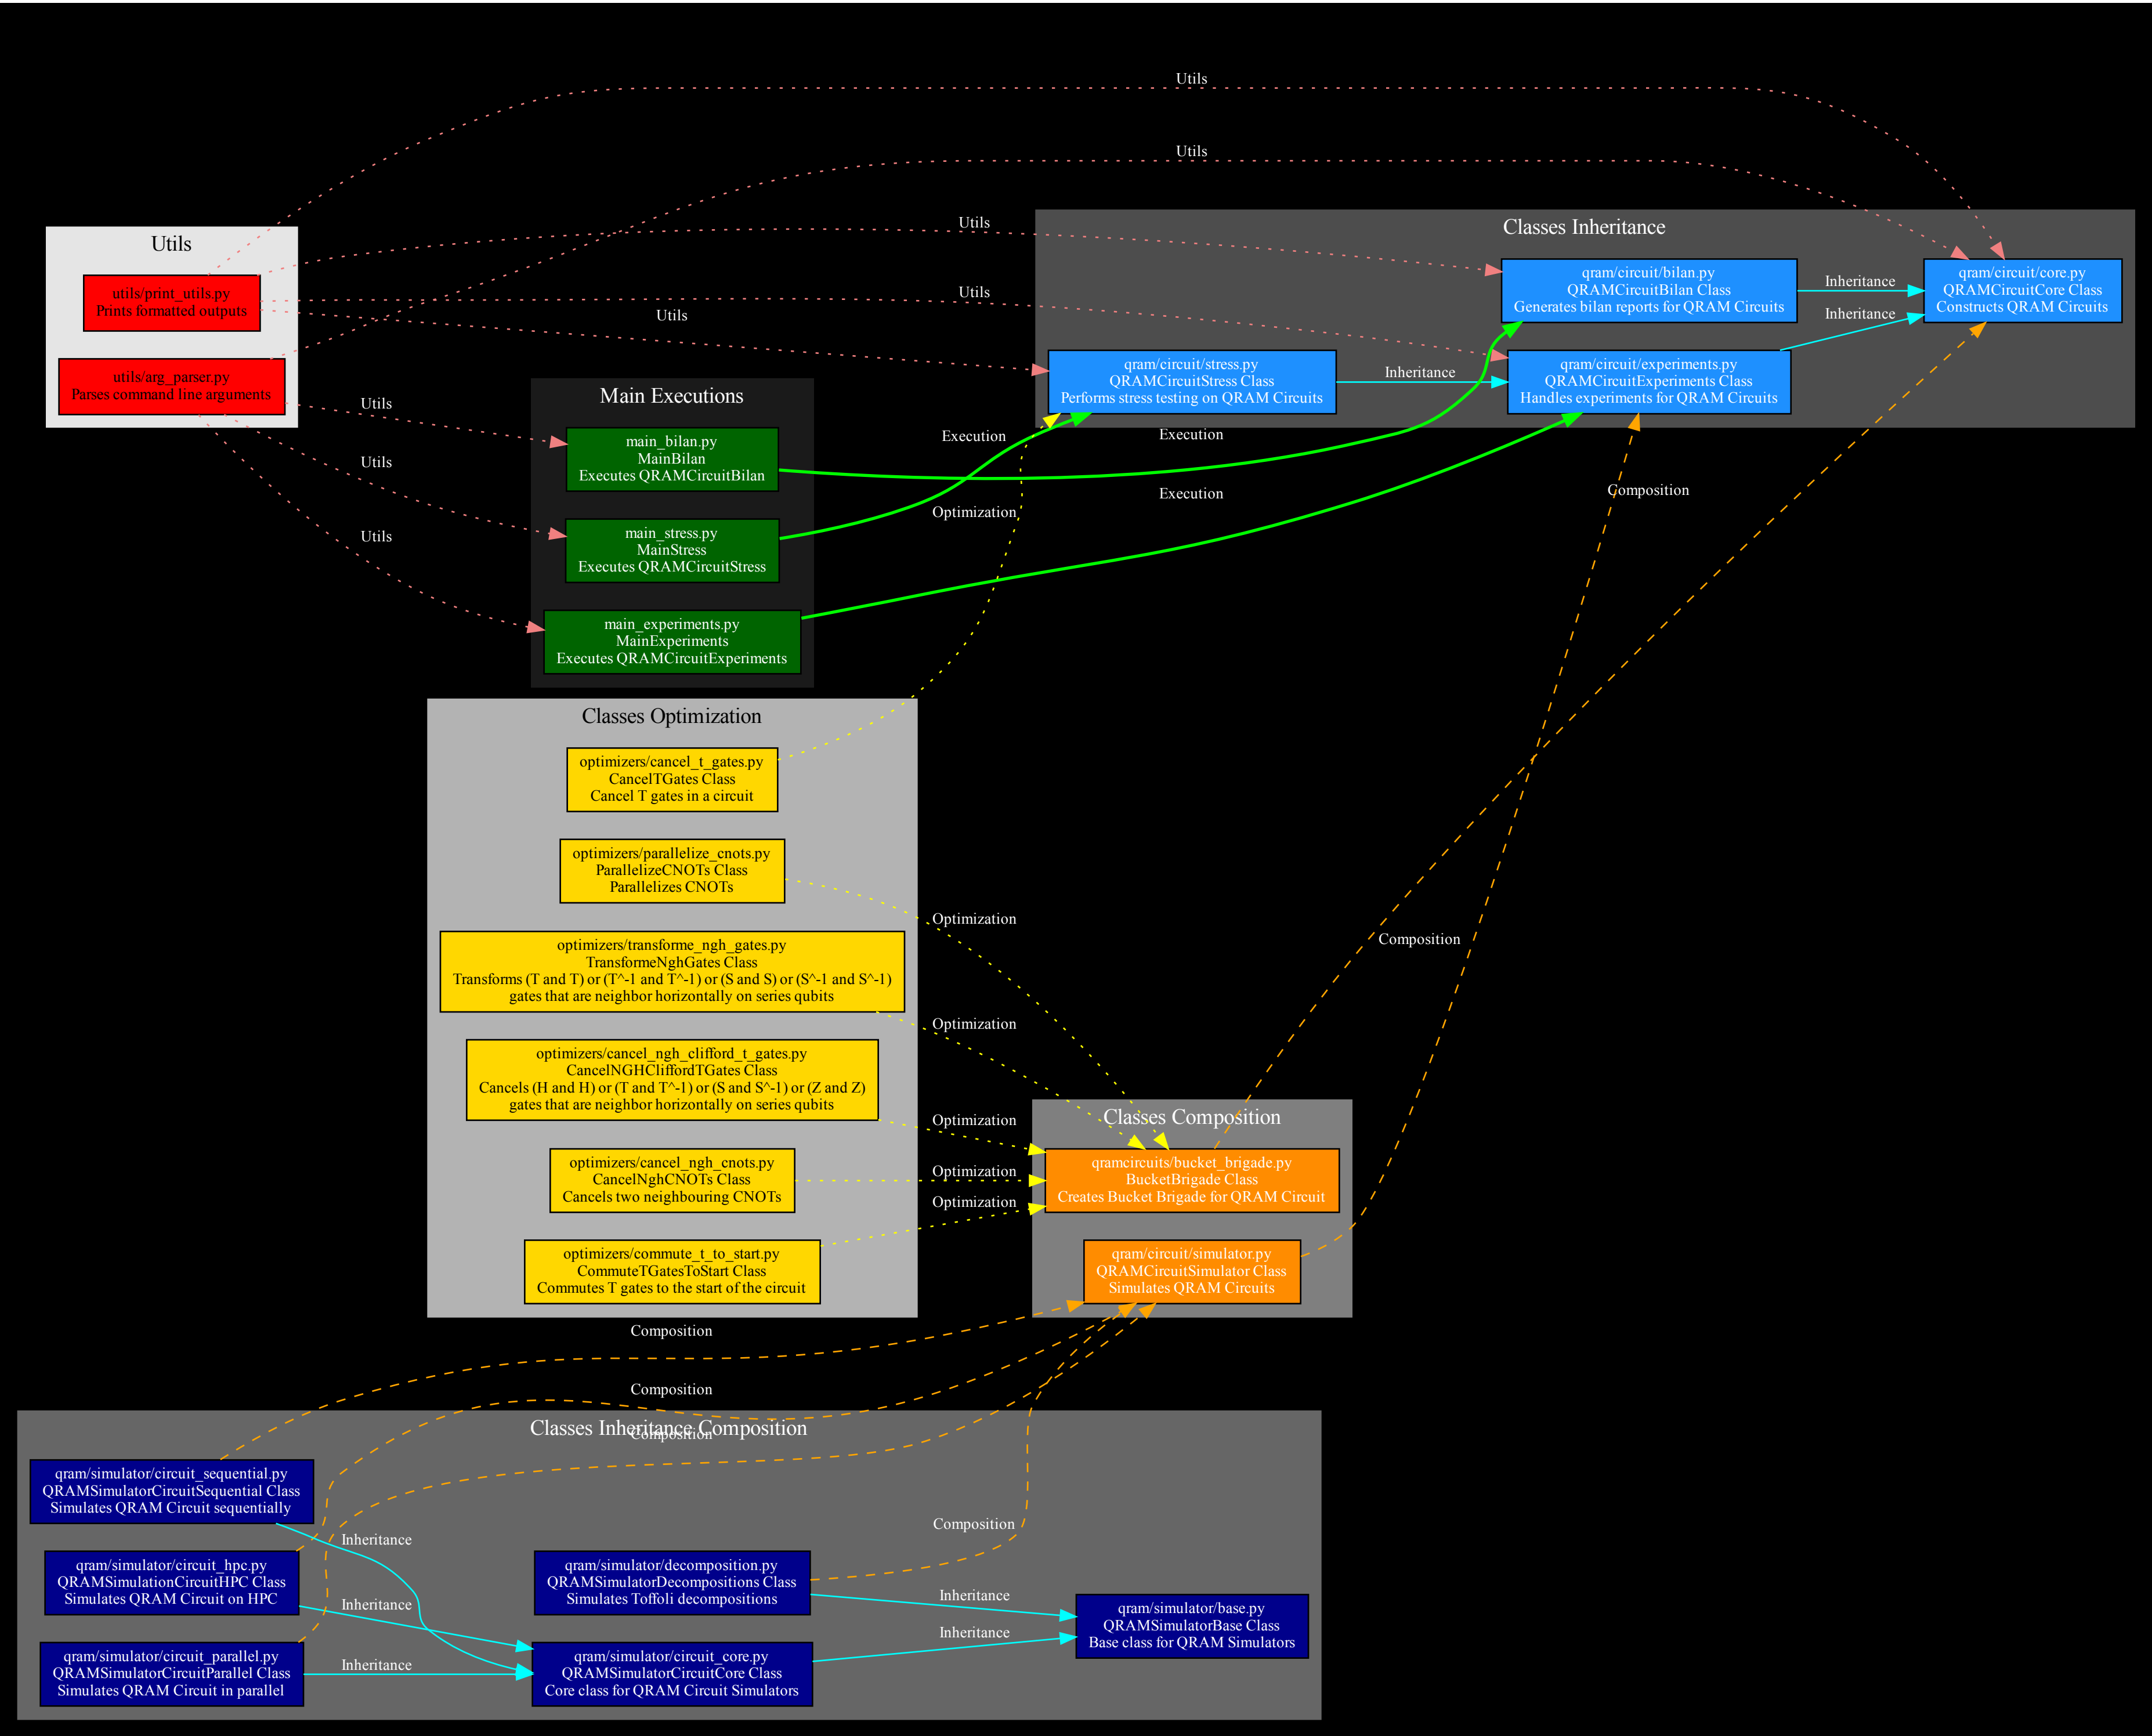 Utils
Utils
Utils
Utils
Utils
Utils
utils/print_utils.py
Prints formatted outputs
utils/arg_parser.py
Parses command line arguments
Utils
Utils
Utils
Main Executions
main_bilan.py
MainBilan
Executes QRAMCircuitBilan
main_stress.py
MainStress
Executes QRAMCircuitStress
main_experiments.py
MainExperiments
Executes QRAMCircuitExperiments
Classes Inheritance
qram/circuit/bilan.py
QRAMCircuitBilan Class
Generates bilan reports for QRAM Circuits
Inheritance
qram/circuit/core.py
QRAMCircuitCore Class
Constructs QRAM Circuits
Inheritance
qram/circuit/stress.py
QRAMCircuitStress Class
Performs stress testing on QRAM Circuits
Inheritance
qram/circuit/experiments.py
QRAMCircuitExperiments Class
Handles experiments for QRAM Circuits
Execution
Execution
Execution
Optimization
Composition
Classes Optimization
optimizers/cancel_t_gates.py
CancelTGates Class
Cancel T gates in a circuit
optimizers/parallelize_cnots.py
ParallelizeCNOTs Class
Parallelizes CNOTs
optimizers/transforme_ngh_gates.py
TransformeNghGates Class
Transforms (T and T) or (T^-1 and T^-1) or (S and S) or (S^-1 and S^-1)
gates that are neighbor horizontally on series qubits
optimizers/cancel_ngh_clifford_t_gates.py
CancelNGHCliffordTGates Class
Cancels (H and H) or (T and T^-1) or (S and S^-1) or (Z and Z)
gates that are neighbor horizontally on series qubits
optimizers/cancel_ngh_cnots.py
CancelNghCNOTs Class
Cancels two neighbouring CNOTs
optimizers/commute_t_to_start.py
CommuteTGatesToStart Class
Commutes T gates to the start of the circuit
Optimization
Optimization
Optimization
Optimization
Optimization
Composition
Classes Composition
qramcircuits/bucket_brigade.py
BucketBrigade Class
Creates Bucket Brigade for QRAM Circuit
qram/circuit/simulator.py
QRAMCircuitSimulator Class
Simulates QRAM Circuits
Composition
Composition
Classes Inheritance Composition
Composition
qram/simulator/circuit_sequential.py
QRAMSimulatorCircuitSequential Class
Simulates QRAM Circuit sequentially
Inheritance
Composition
qram/simulator/circuit_hpc.py
QRAMSimulationCircuitHPC Class
Simulates QRAM Circuit on HPC
Inheritance
qram/simulator/decomposition.py
QRAMSimulatorDecompositions Class
Simulates Toffoli decompositions
Inheritance
qram/simulator/base.py
QRAMSimulatorBase Class
Base class for QRAM Simulators
qram/simulator/circuit_parallel.py
QRAMSimulatorCircuitParallel Class
Simulates QRAM Circuit in parallel
Inheritance
qram/simulator/circuit_core.py
QRAMSimulatorCircuitCore Class
Core class for QRAM Circuit Simulators
Inheritance